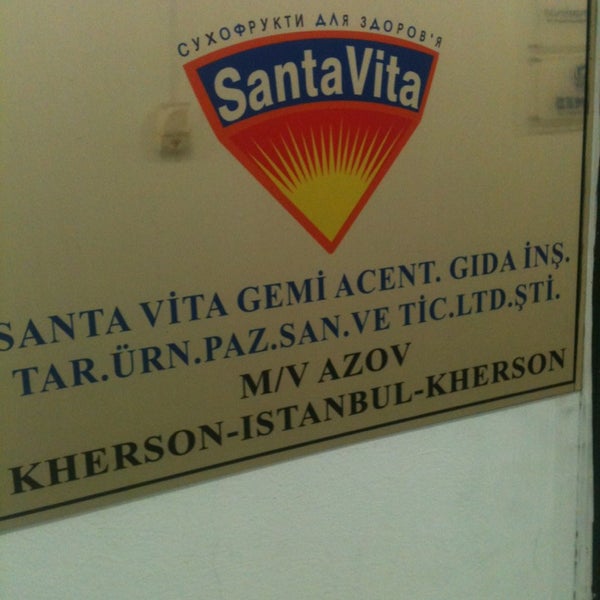 СУХОФРУКТИ ДЛЯ ЗДОРОВ'Я
SantaVita
SANTA VİTA GEMİ ACENT. GIDA İNŞ.
TAR.ÜRN.PAZ.SAN.VE TİC.LTD.ŞTİ.
M/V AZOV
KHERSON-ISTANBUL-KHERSON